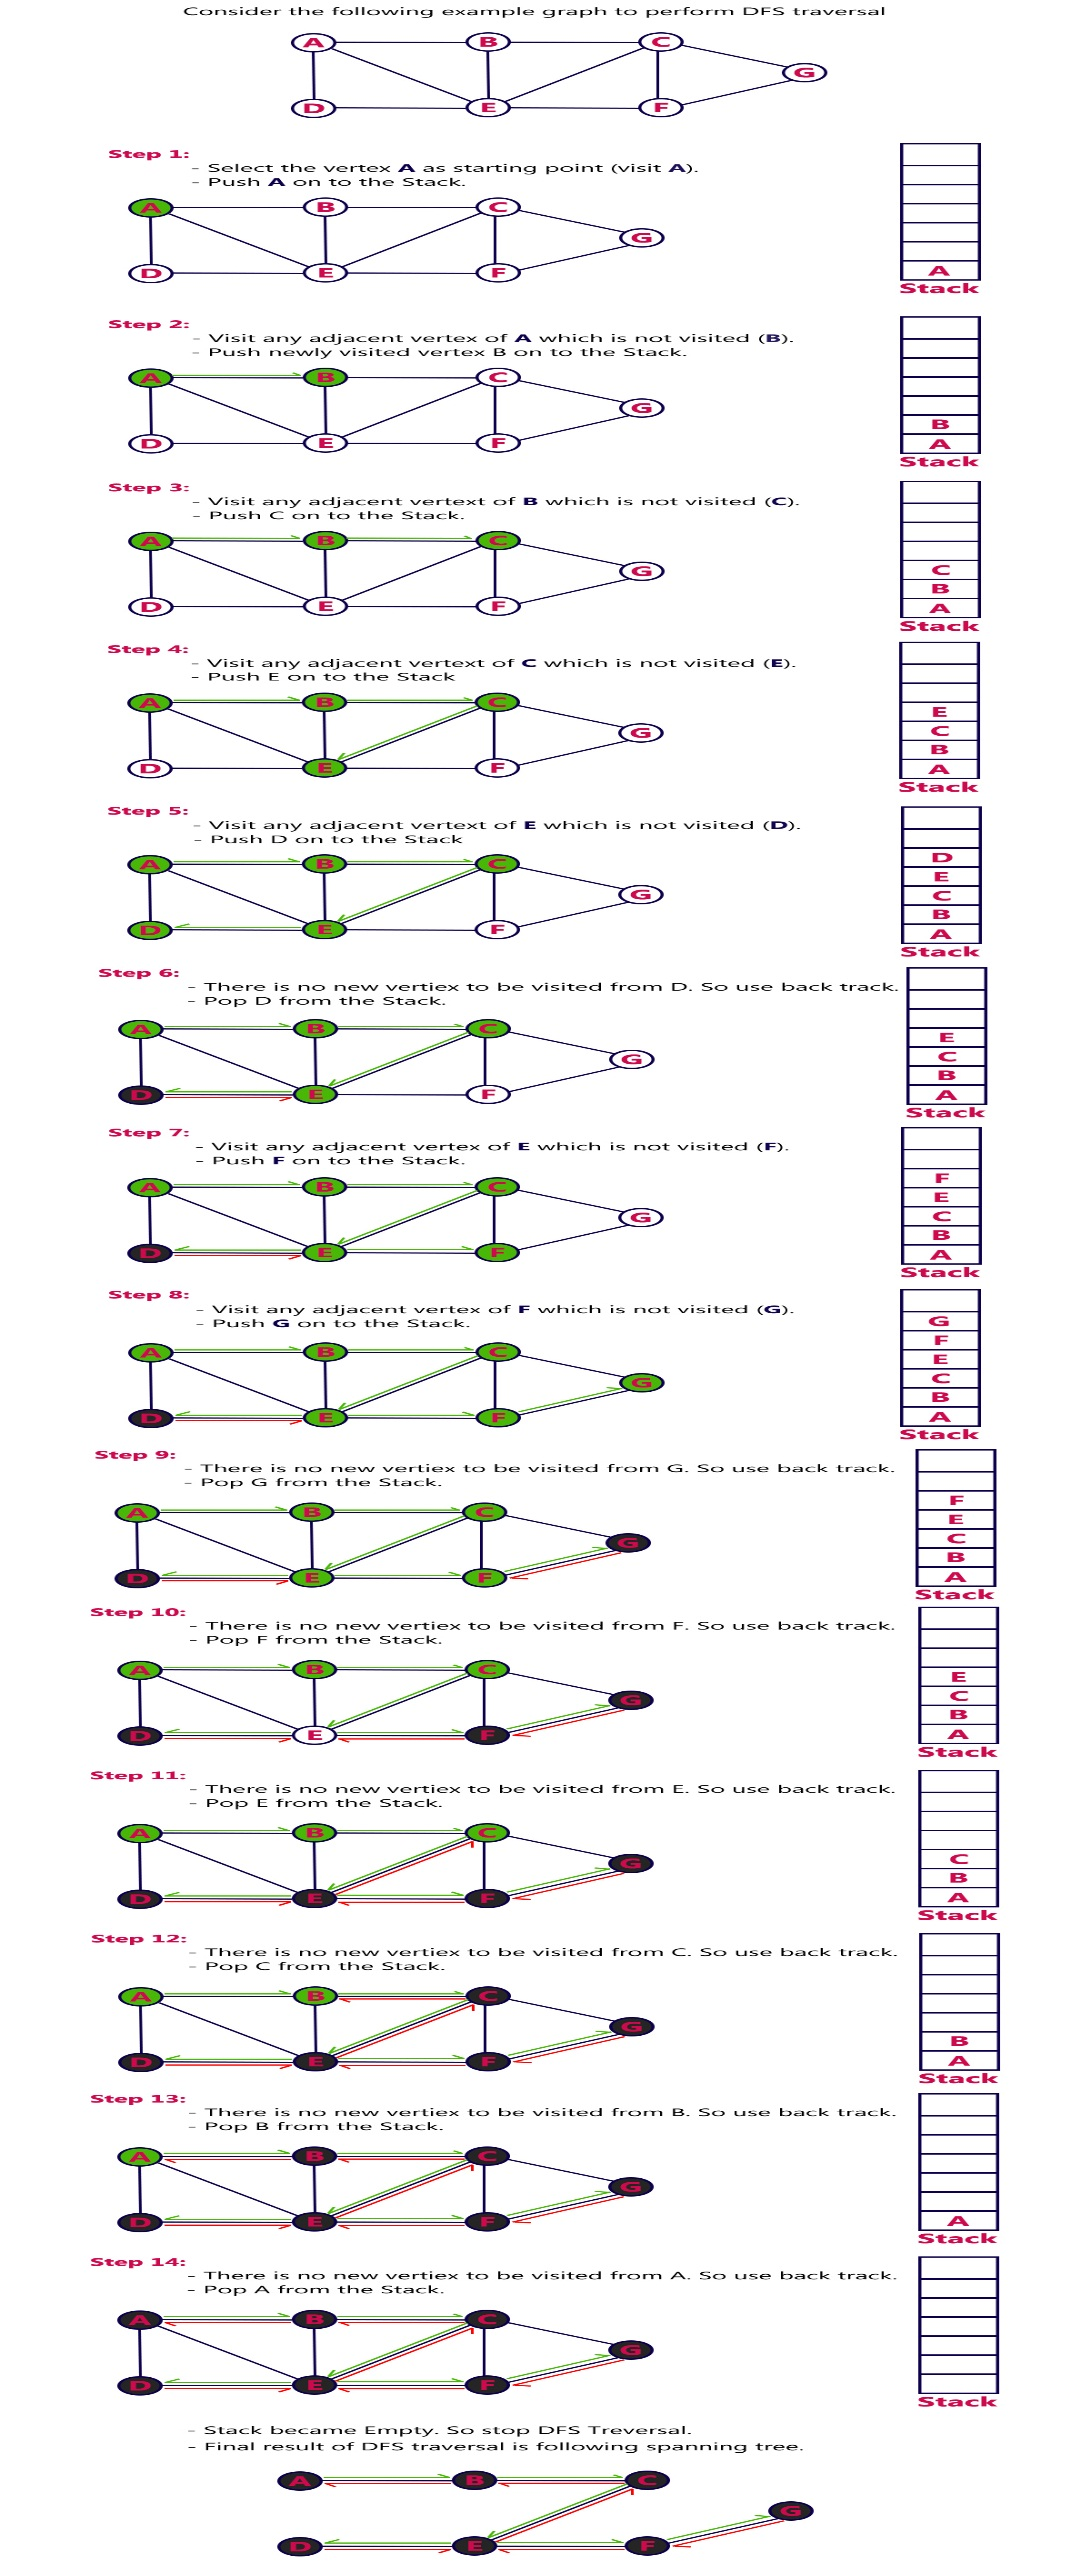 Consider the following example graph to perform DFS traversal
A B C
G
D E F
Step 1:
- Select the vertex A as starting point (visit A).
- Push A on to the Stack.
A B C
G
D E F
A
Stack
Step 2:
- Visit any adjacent vertex of A which is not visited (B).
- Push newly visited vertex B on to the Stack.
A B C
G
D E F
B
A
Stack
Step 3:
- Visit any adjacent vertext of B which is not visited (C).
- Push C on to the Stack.
A B C
G
D E F
C
B
A
Stack
Step 4:
- Visit any adjacent vertext of C which is not visited (E).
- Push E on to the Stack
A B C
G
D E F
E
C
B
A
Stack
Step 5:
- Visit any adjacent vertext of E which is not visited (D).
- Push D on to the Stack
A B C
G
D E F
D
E
C
B
A
Stack
Step 6:
- There is no new vertiex to be visited from D. So use back track.
- Pop D from the Stack.
A B C
G
D E F
E
C
B
A
Stack
Step 7:
- Visit any adjacent vertex of E which is not visited (F).
- Push F on to the Stack.
A B C
G
D E F
F
E
C
B
A
Stack
Step 8:
- Visit any adjacent vertex of F which is not visited (G).
- Push G on to the Stack.
A B C
G
D E F
G
F
E
C
B
A
Stack
Step 9:
- There is no new vertiex to be visited from G. So use back track.
- Pop G from the Stack.
A B C
G
D E F
F
E
C
B
A
Stack
Step 10:
- There is no new vertiex to be visited from F. So use back track.
- Pop F from the Stack.
A B C
G
D E F
E
C
B
A
Stack
Step 11:
- There is no new vertiex to be visited from E. So use back track.
- Pop E from the Stack.
A B C
G
D E F
C
B
A
Stack
Step 12:
- There is no new vertiex to be visited from C. So use back track.
- Pop C from the Stack.
A B C
G
D E F
B
A
Stack
Step 13:
- There is no new vertiex to be visited from B. So use back track.
- Pop B from the Stack.
A B C
G
D E F
A
Stack
Step 14:
- There is no new vertiex to be visited from A. So use back track.
- Pop A from the Stack.
A B C
G
D E F
Stack
- Stack became Empty. So stop DFS Treversal.
- Final result of DFS traversal is following spanning tree.
A B C
G
D E F